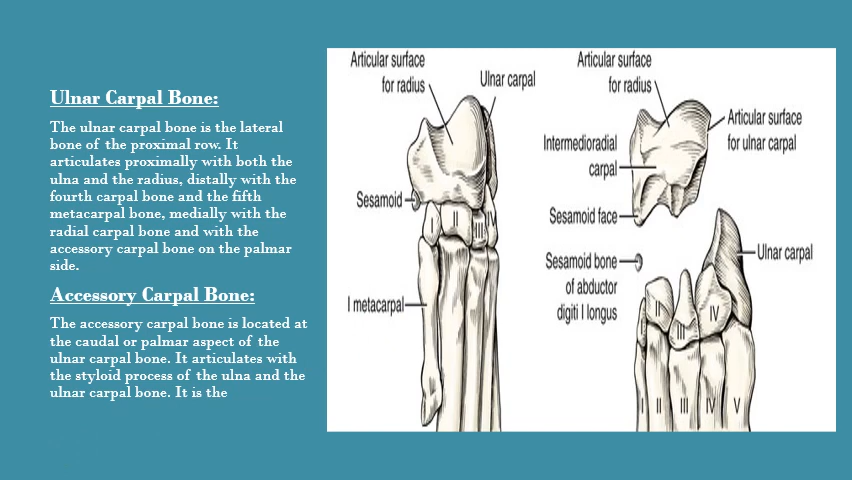 Ulnar Carpal Bone:
The ulnar carpal bone is the lateral
bone of the proximal row. It
articulates proximally with both the
ulna and the radius, distally with the
fourth carpal bone and the fifth
metacarpal bone, medially with the
radial carpal bone and with the
accessory carpal bone on the palmar
side.
Accessory Carpal Bone:
The accessory carpal bone is located at
the caudal or palmar aspect of the
ulnar carpal bone. It articulates with
the styloid process of the ulna and the
ulnar carpal bone. It is the
Articular surface
for radius
Ulnar carpal
Sesamoid
I
II
III
IV
I metacarpal
Articular surface
for radius
Articular surface
for ulnar carpal
Intermedioradial
carpal
Sesamoid face
Sesamoid bone
of abductor
digiti I longus
Ulnar carpal
I
II
III
IV
I II III IV V